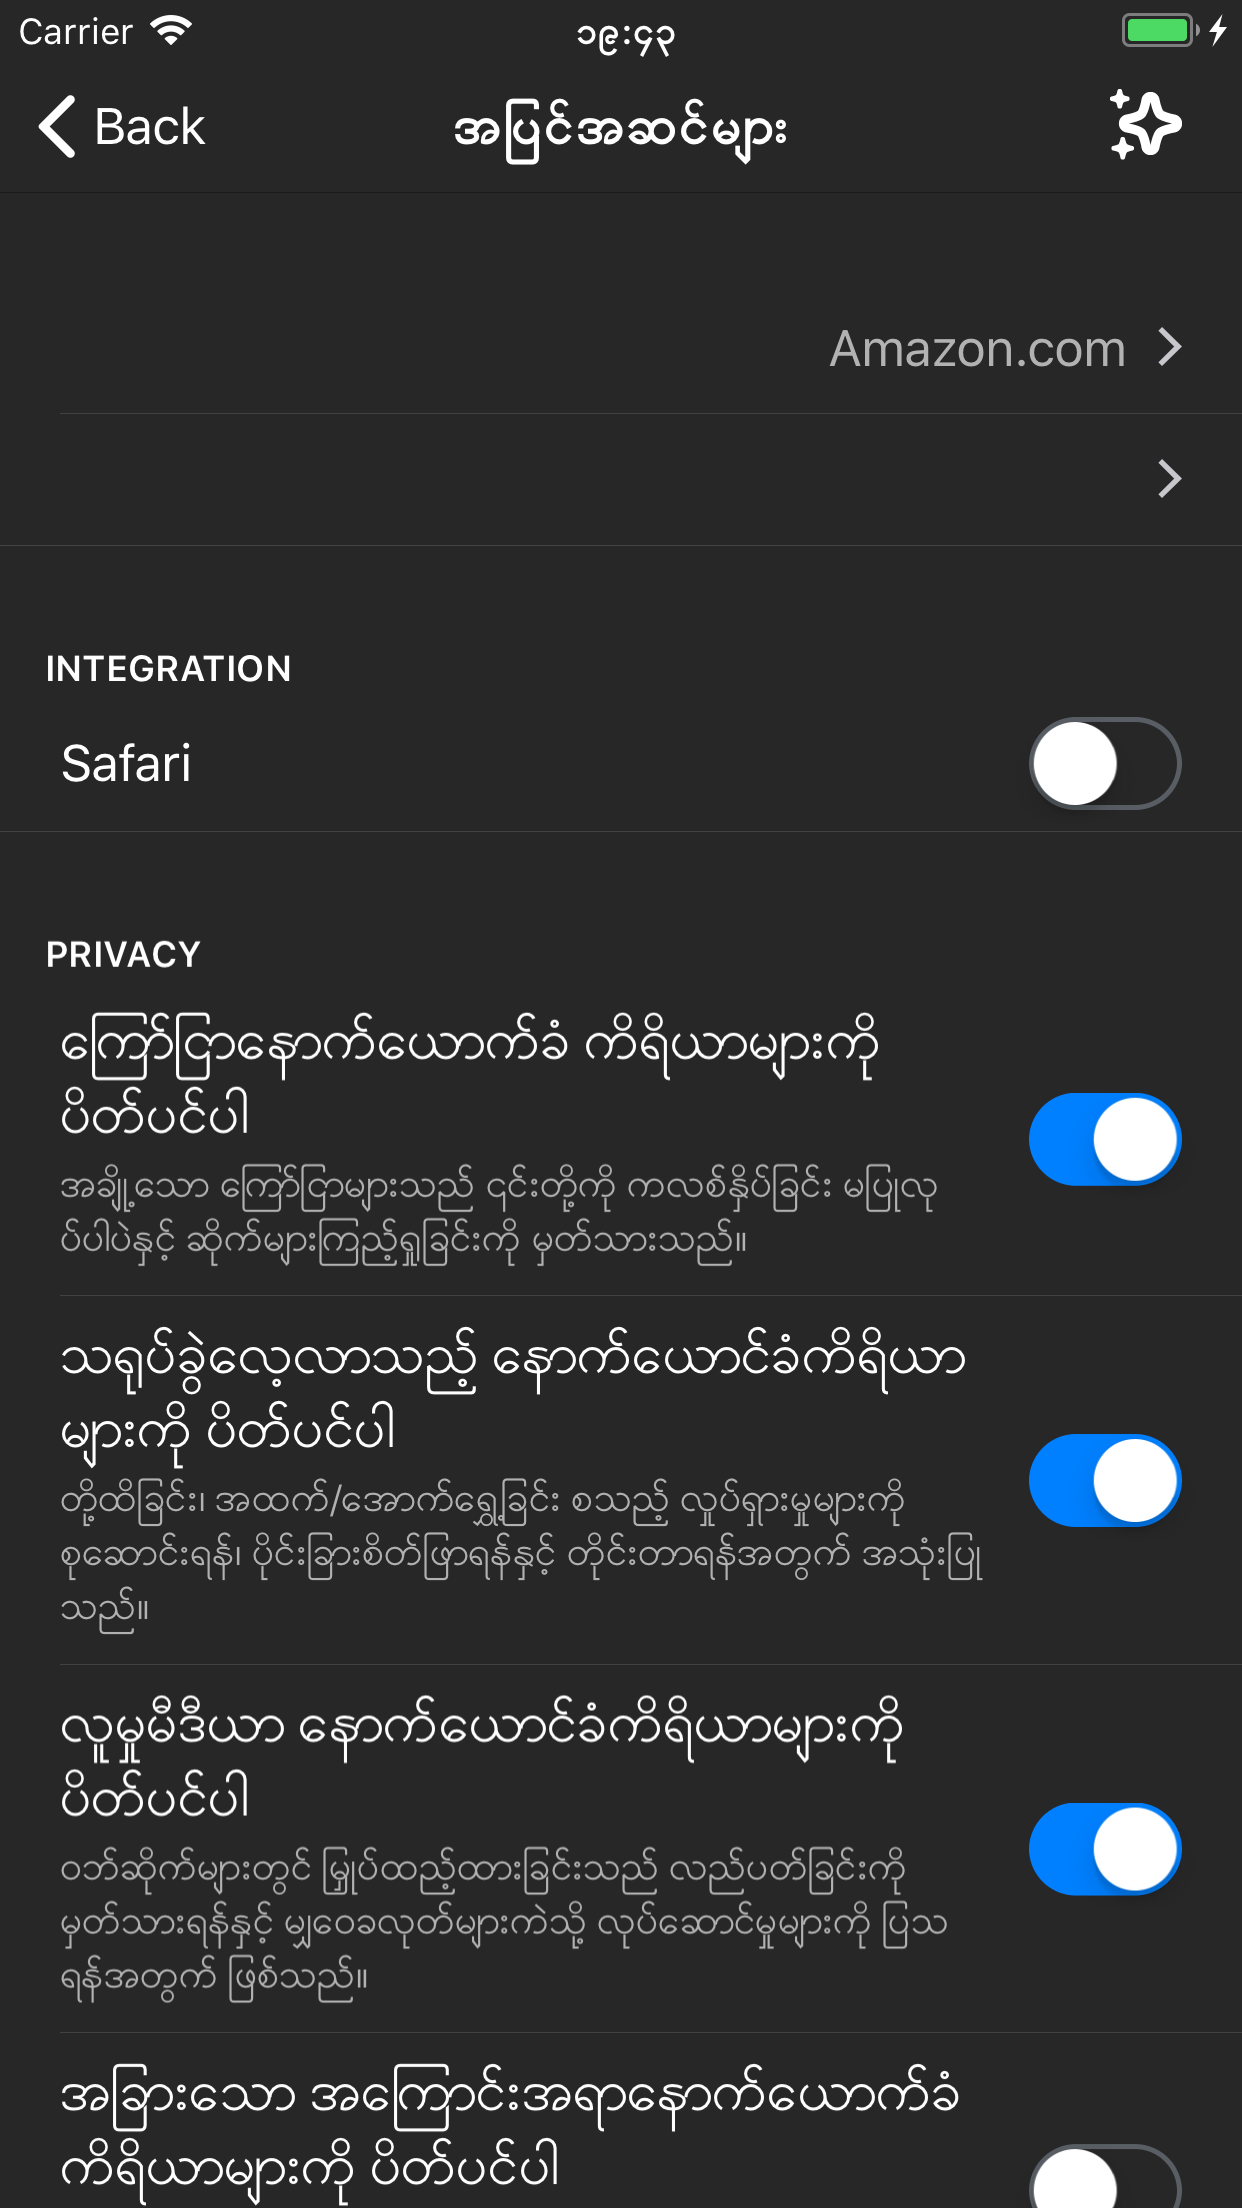 Carrier
၁၉:၄၃
Back
အပြင်အဆင်များ
Amazon.com
INTEGRATION
Safari
PRIVACY
ကြော်ငြာနောက်ယောက်ခံ ကိရိယာများကို
ပိတ်ပင်ပါ
အချို့သော ကြော်ငြာများသည် ၎င်းတို့ကို ကလစ်နှိပ်ခြင်း မပြုလု
ပ်ပါပဲနှင့် ဆိုက်များကြည့်ရှုခြင်းကို မှတ်သားသည်။
သရုပ်ခွဲလေ့လာသည့် နောက်ယောင်ခံကိရိယာ
များကို ပိတ်ပင်ပါ
တို့ထိခြင်း၊ အထက်/အောက်ရွှေ့ခြင်း စသည့် လှုပ်ရှားမှုများကို
စုဆောင်းရန်၊ ပိုင်းခြားစိတ်ဖြာရန်နှင့် တိုင်းတာရန်အတွက် အသုံးပြု
သည်။
လူမှုမီဒီယာ နောက်ယောင်ခံကိရိယာများကို
ပိတ်ပင်ပါ
ဝဘ်ဆိုက်များတွင် မြှုပ်ထည့်ထားခြင်းသည် လည်ပတ်ခြင်းကို
မှတ်သားရန်နှင့် မျှဝေခလုတ်များကဲသို့ လုပ်ဆောင်မှုများကို ပြသ
ရန်အတွက် ဖြစ်သည်။
အခြားသော အကြောင်းအရာနောက်ယောက်ခံ
ကိရိယာများကို ပိတ်ပင်ပါ